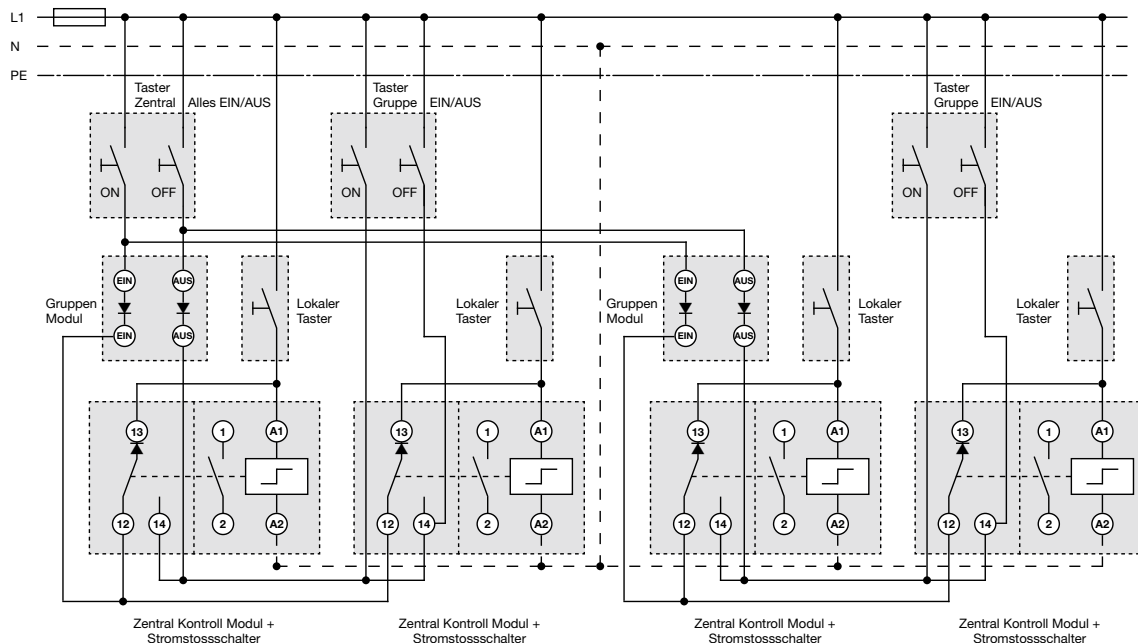 L1
N
PE
Taster Zentral Alles EIN/AUS
Taster Gruppe EIN/AUS
Taster Gruppe EIN/AUS
ON OFF
ON OFF
ON OFF
Gruppen Modul
EIN AUS
EIN AUS
Lokaler Taster
Lokaler Taster
Gruppen Modul
EIN AUS
EIN AUS
Lokaler Taster
Lokaler Taster
13 1 A1
12 14 2 A2
13 1 A1
12 14 2 A2
13 1 A1
12 14 2 A2
13 1 A1
12 14 2 A2
Zentral Kontroll Modul +
Stromstossschalter
Zentral Kontroll Modul +
Stromstossschalter
Zentral Kontroll Modul +
Stromstossschalter
Zentral Kontroll Modul +
Stromstossschalter